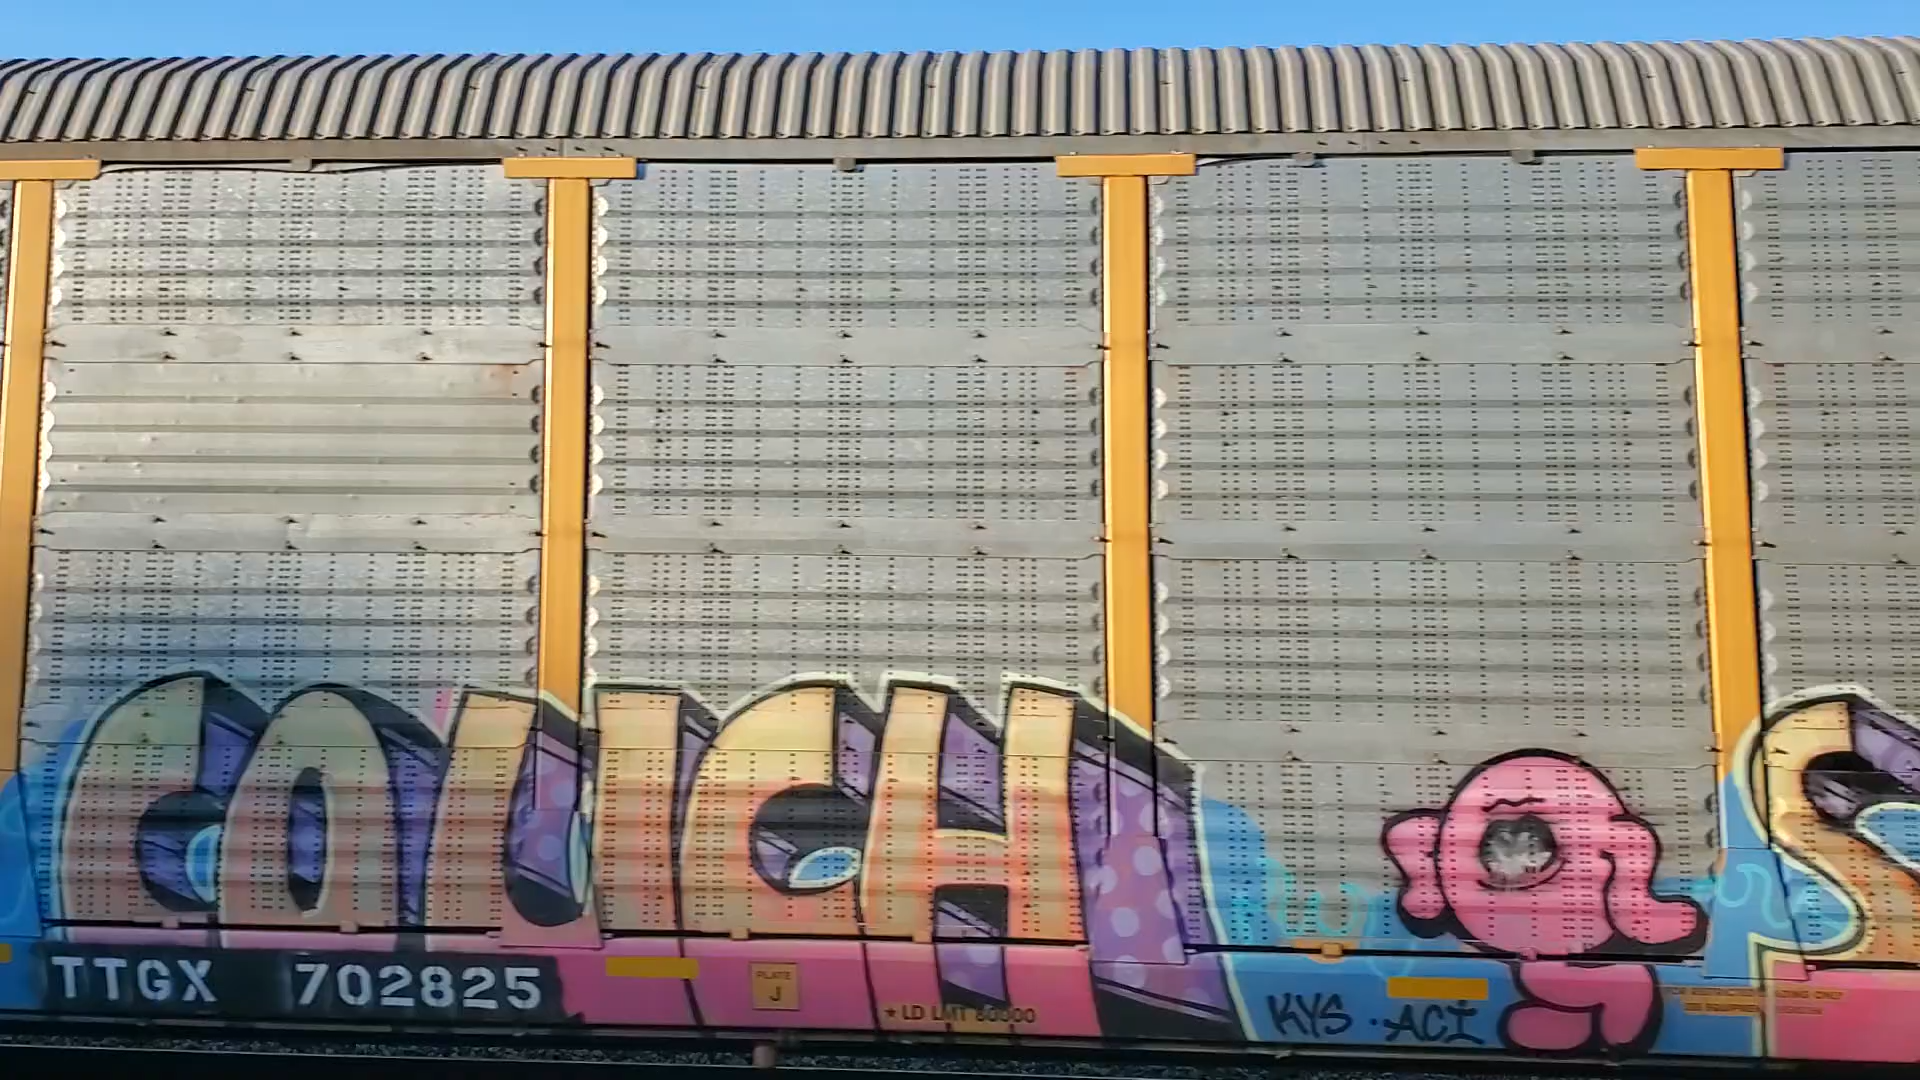 COUCH
S
TTGX 702825
PLATE
J
★ LD LMT 80000
KYS · ACI